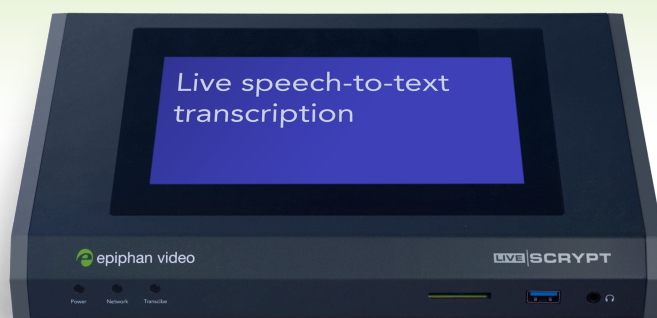 Live speech-to-text
transcription
epiphan video
LIVE SCRYPT
Power Network Transcribe